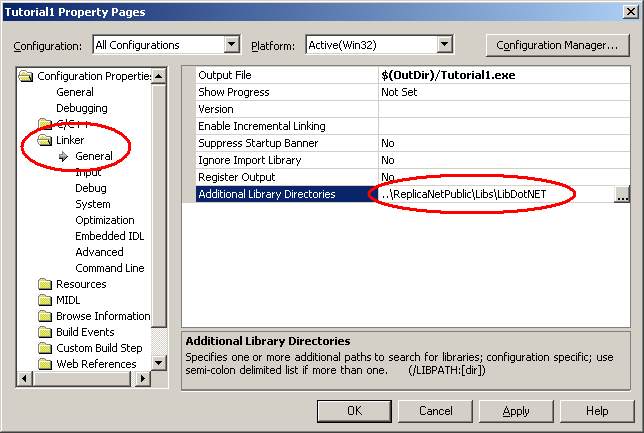 Tutorial1 Property Pages
Configuration: All Configurations Platform: Active(Win32) Configuration Manager...
Configuration Properties
General
Debugging
C/C++
Linker
General
Input
Debug
System
Optimization
Embedded IDL
Advanced
Command Line
Resources
MIDL
Browse Information
Build Events
Custom Build Step
Web References
Output File $(OutDir)/Tutorial1.exe
Show Progress Not Set
Version
Enable Incremental Linking
Suppress Startup Banner No
Ignore Import Library No
Register Output No
Additional Library Directories ..\ReplicaNetPublic\Libs\LibDotNET ...
Additional Library Directories
Specifies one or more additional paths to search for libraries; configuration specific; use
semi-colon delimited list if more than one. (/LIBPATH:[dir])
OK Cancel Apply Help